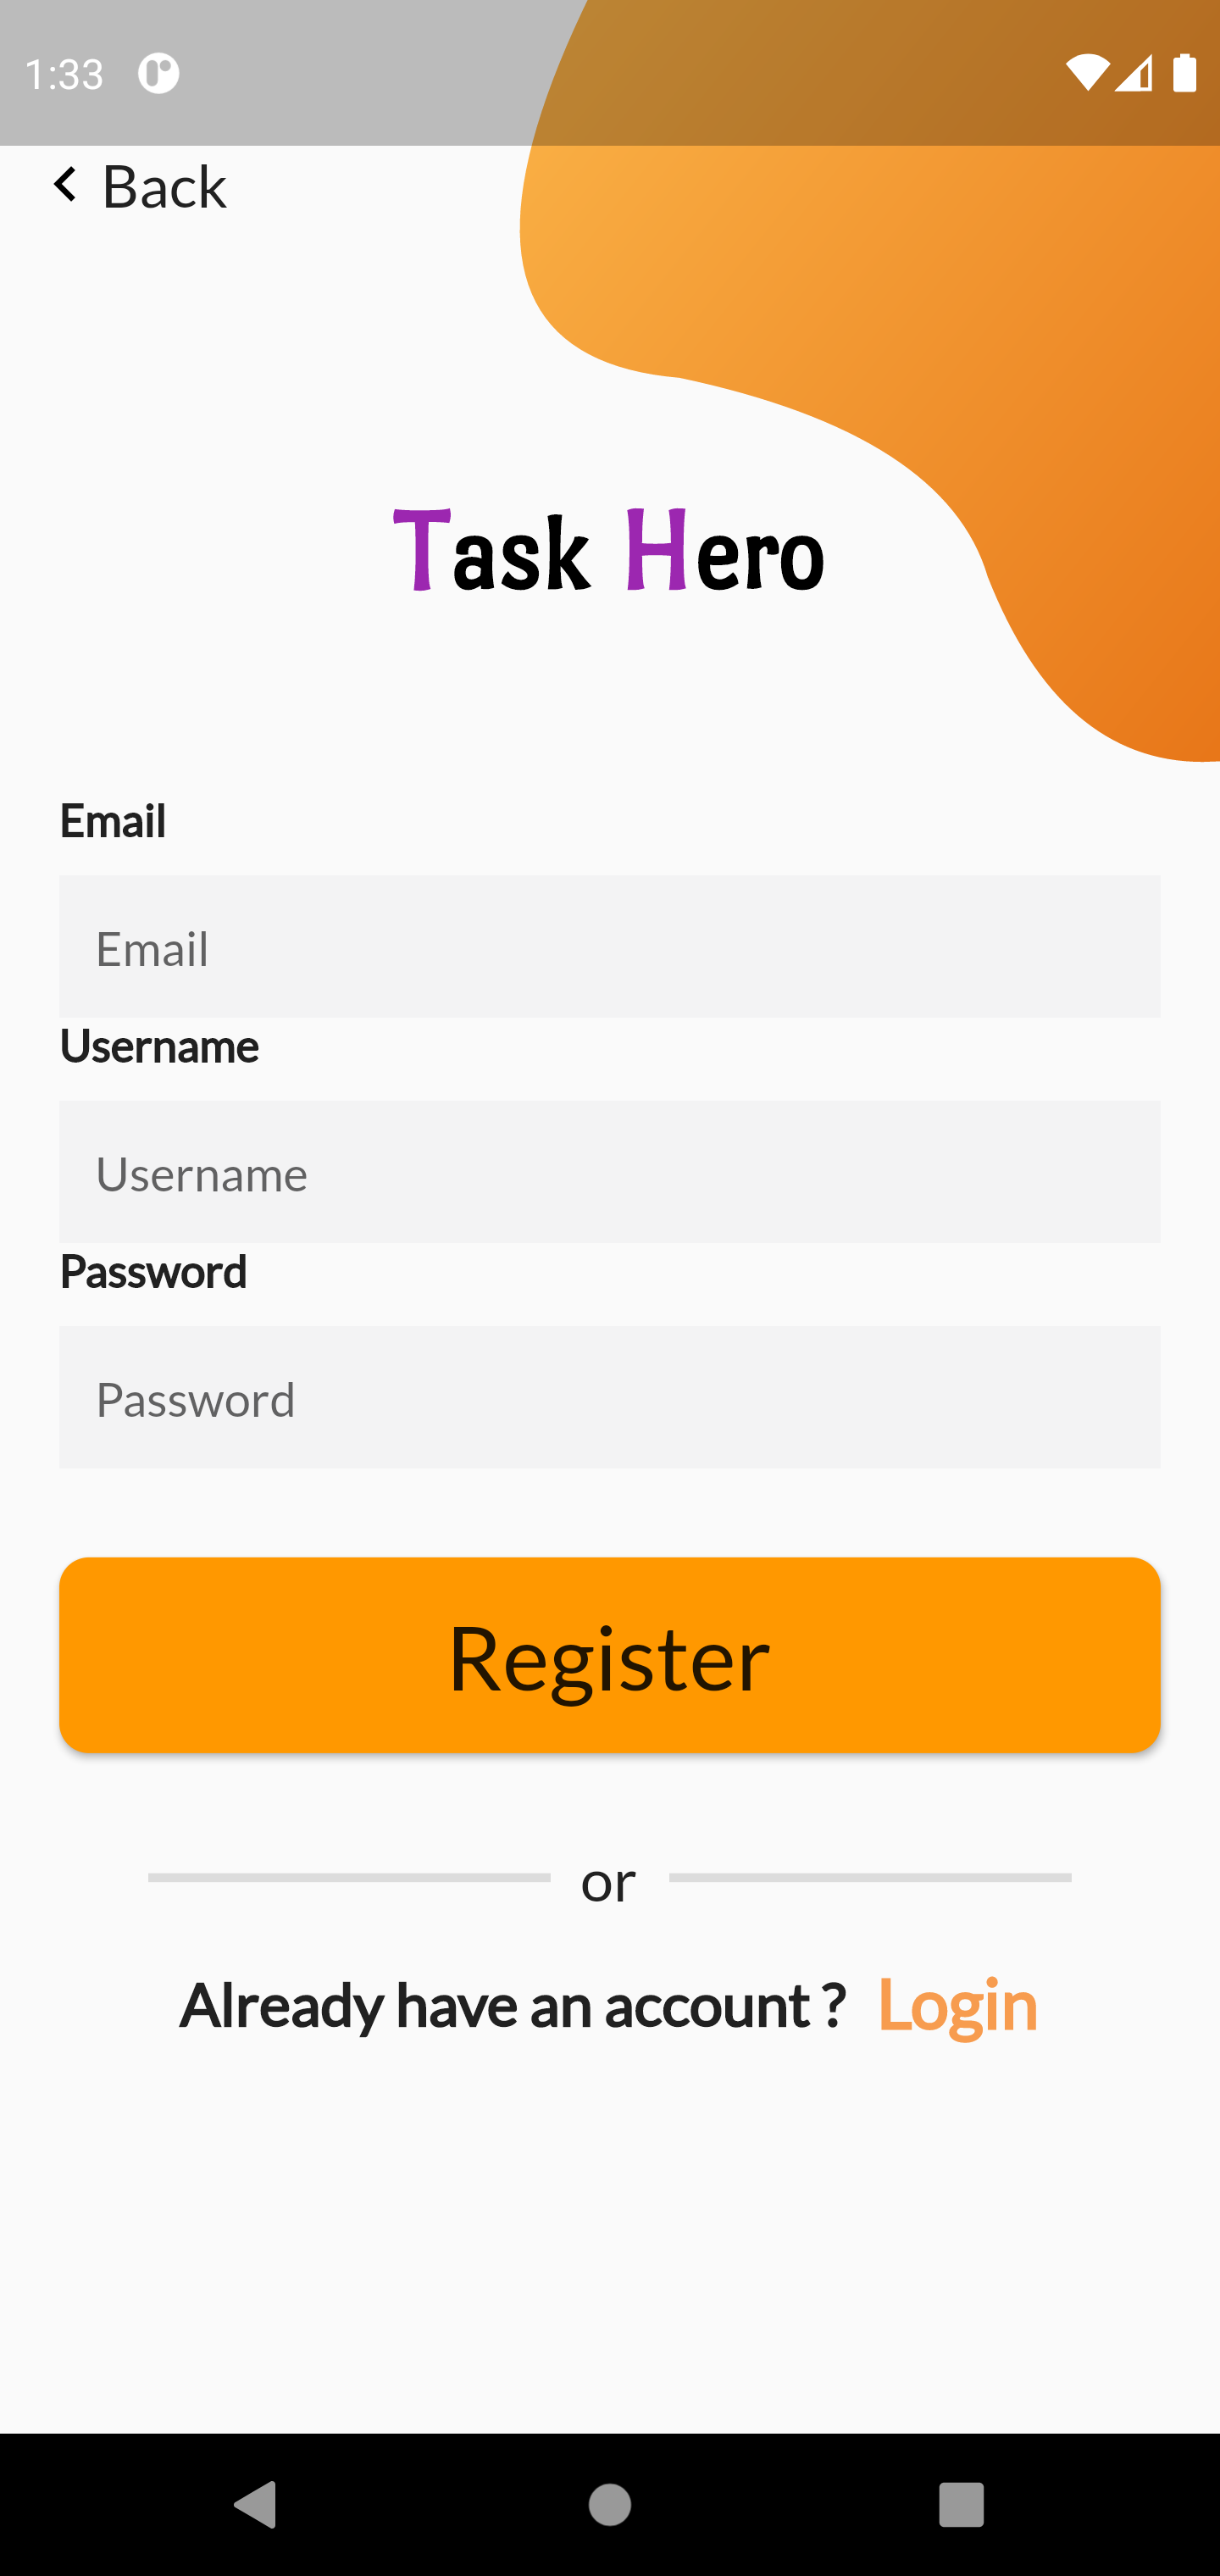 1:33
Back
Task Hero
Email
Email
Username
Username
Password
Password
Register
or
Already have an account ? Login